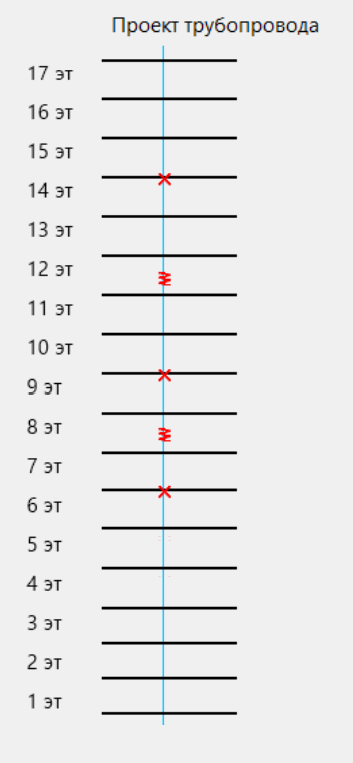 Проект трубопровода
17 эт
16 эт
15 эт
14 эт
13 эт
12 эт
11 эт
10 эт
9 эт
8 эт
7 эт
6 эт
5 эт
4 эт
3 эт
2 эт
1 эт